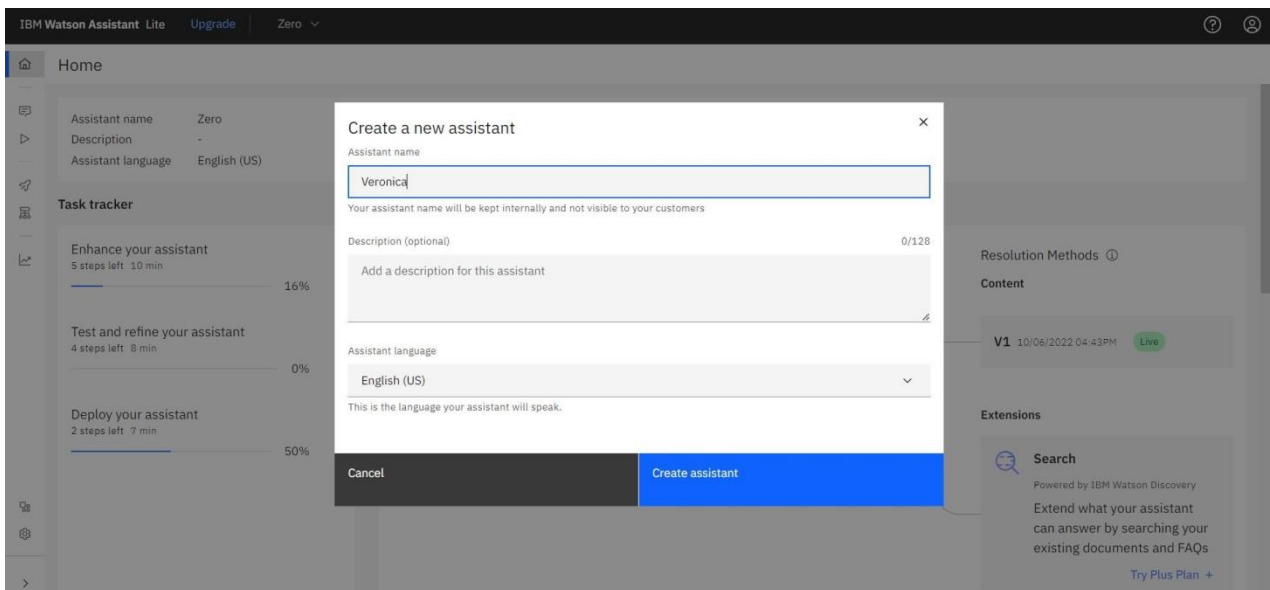 IBM Watson Assistant Lite Upgrade Zero
Home
Assistant name Zero
Description -
Assistant language English (US)
Task tracker
Enhance your assistant
5 steps left 10 min
16%
Test and refine your assistant
4 steps left 8 min
0%
Deploy your assistant
2 steps left 7 min
50%
Create a new assistant
Assistant name
Veronica
Your assistant name will be kept internally and not visible to your customers
Description (optional) 0/128
Add a description for this assistant
Assistant language
English (US)
This is the language your assistant will speak.
Cancel Create assistant
Resolution Methods
Content
V1 10/06/2022 04:43PM Live
Extensions
Search
Powered by IBM Watson Discovery
Extend what your assistant
can answer by searching your
existing documents and FAQs
Try Plus Plan +